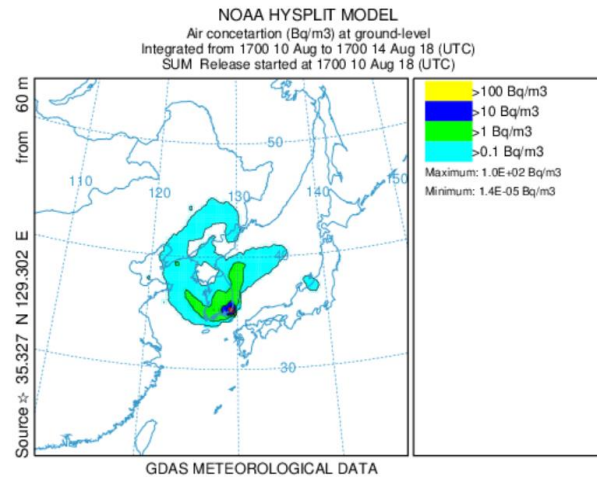 NOAA HYSPLIT MODEL
Air concetartion (Bq/m3) at ground-level
Integrated from 1700 10 Aug to 1700 14 Aug 18 (UTC)
SUM Release started at 1700 10 Aug 18 (UTC)
Source ☆ 35.327 N 129.302 E from 60 m
50
110
120
130
140
50
40
30
>100 Bq/m3
>10 Bq/m3
>1 Bq/m3
>0.1 Bq/m3
Maximum: 1.0E+02 Bq/m3
Minimum: 1.4E-05 Bq/m3
GDAS METEOROLOGICAL DATA